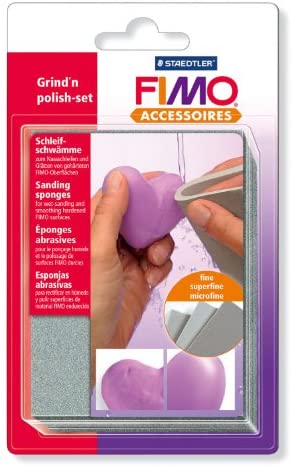 Grind'n
polish-set
STAEDTLER
FIMO
ACCESSOIRES
Schleif-
schwämme
zum Nassschleifen und
Glätten von gehärteten
FIMO-Oberflächen
Sanding
sponges
for wet-sanding and
smoothing hardened
FIMO surfaces
Éponges
abrasives
pour le ponçage humide
et le polissage de
surfaces FIMO durcies
Esponjas
abrasivas
para rectificar en húmedo
y pulir superficies de
material FIMO endurecido
fine
superfine
microfine